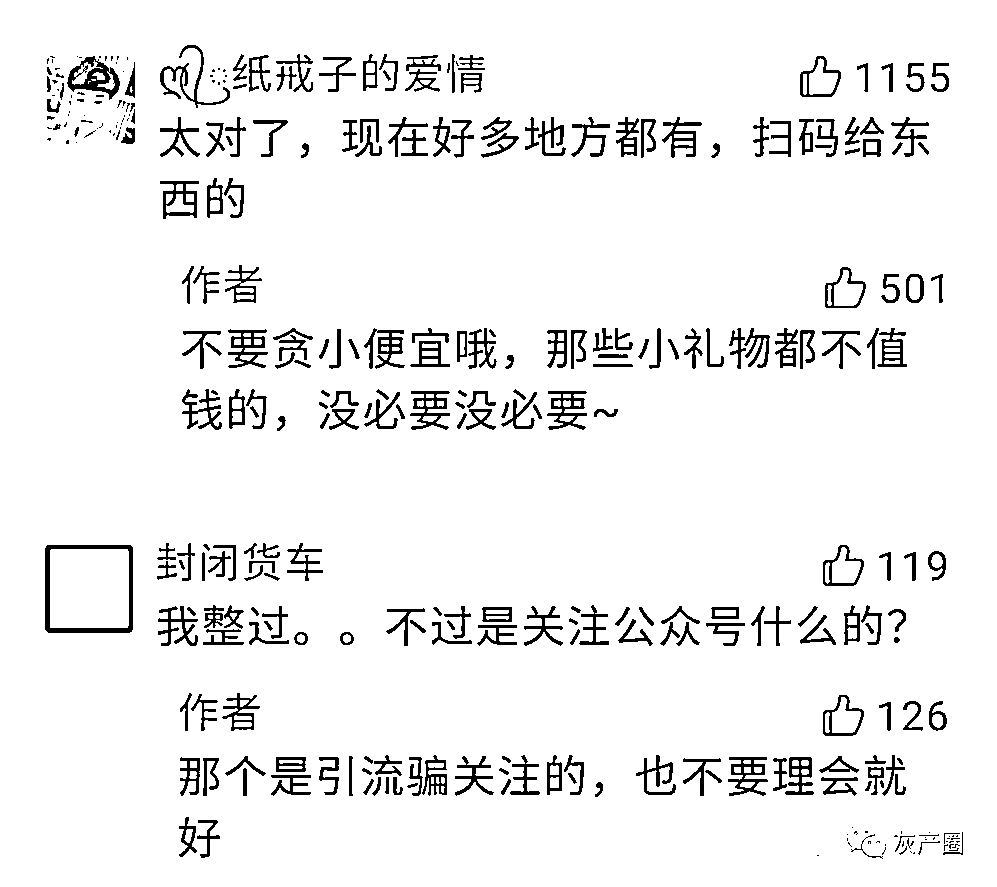 纸戒子的爱情 1155
太对了，现在好多地方都有，扫码给东
西的
作者 501
不要贪小便宜哦，那些小礼物都不值
钱的，没必要没必要~
封闭货车 119
我整过。。不过是关注公众号什么的？
作者 126
那个是引流骗关注的，也不要理会就
好
灰产圈